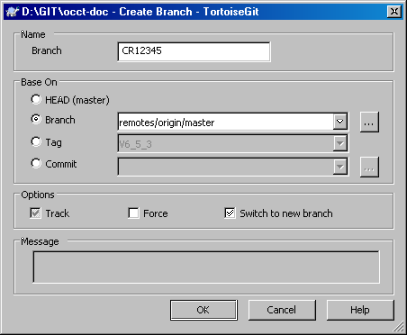 D:\GIT\occt-doc - Create Branch - TortoiseGit
Name
Branch CR12345
Base On
HEAD (master)
Branch remotes/origin/master ...
Tag V6_5_3
Commit ...
Options
Track Force Switch to new branch
Message
OK Cancel Help